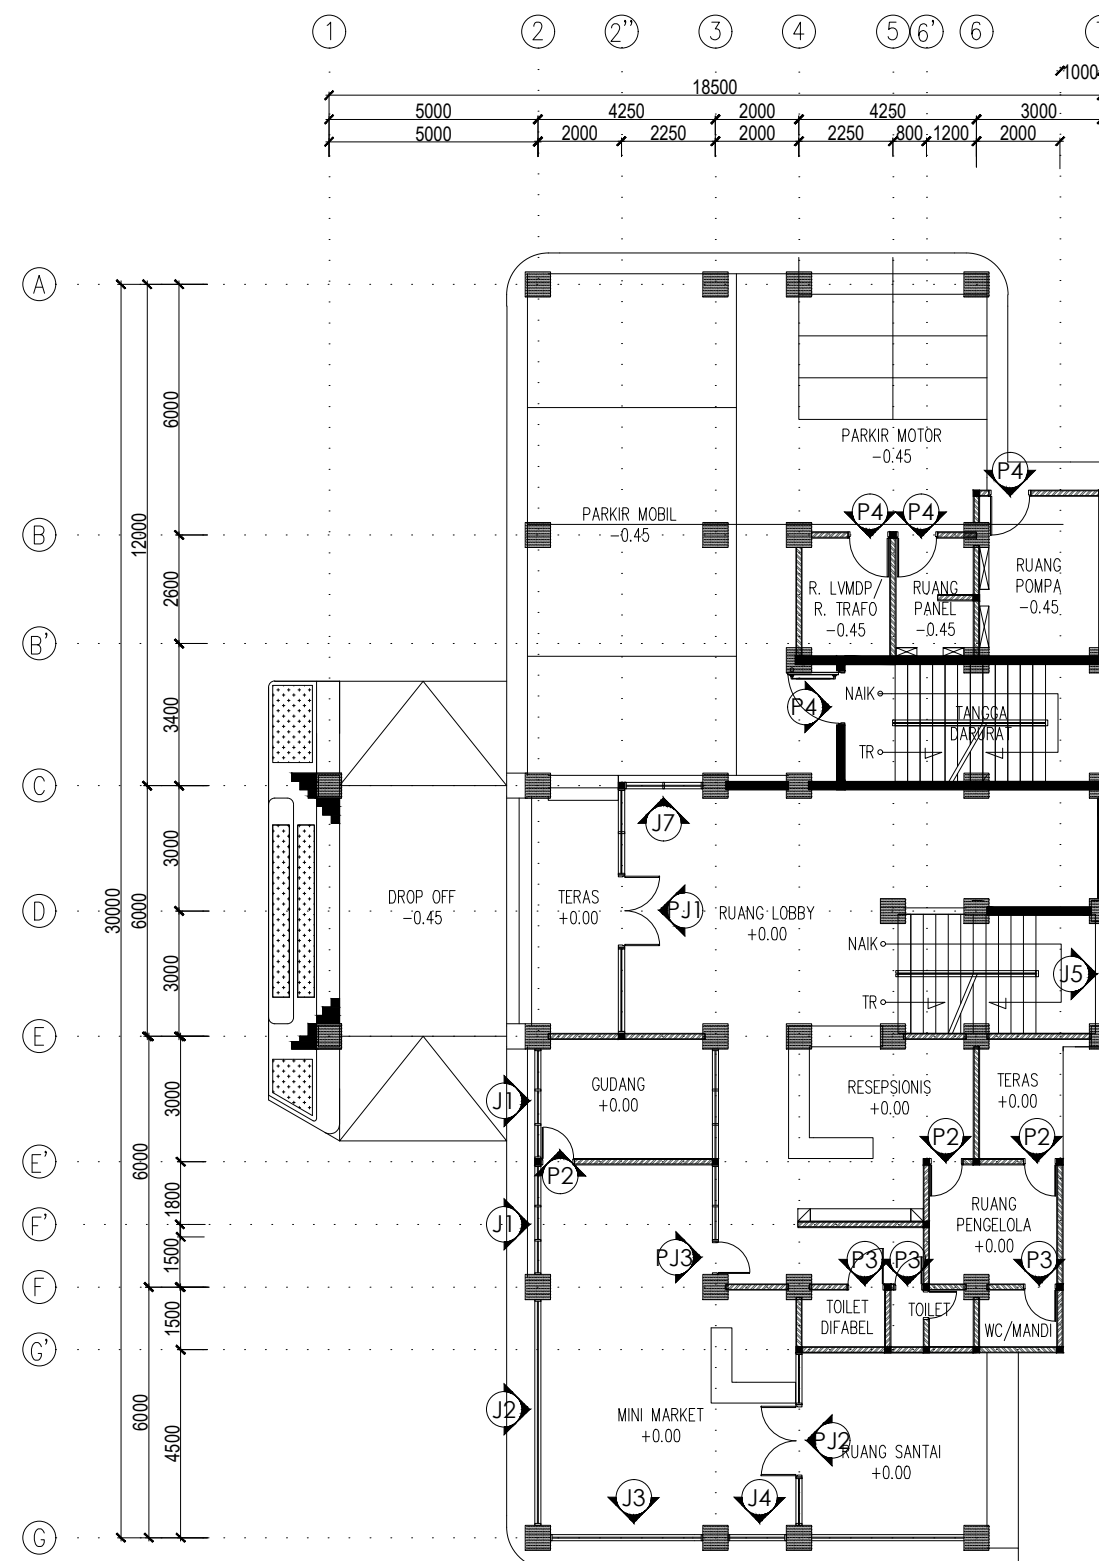 1 2 2'' 3 4 5 6' 6
1000
18500
5000 4250 2000 4250 3000
5000 2000 2250 2000 2250 800 1200 2000
A
6000
PARKIR MOTOR
-0.45
P4
B
12000
PARKIR MOBIL
-0.45
P4 P4
2600
R. LVMDP/
R. TRAFO
-0.45
RUANG
PANEL
-0.45
RUANG
POMPA
-0.45
B'
3400
P4
NAIK
TANGGA
DARURAT
TR
C
J7
3000
30000
6000
DROP OFF
-0.45
TERAS
+0.00
PJ1
RUANG LOBBY
+0.00
D
NAIK
J5
3000
TR
E
GUDANG
+0.00
RESEPSIONIS
+0.00
TERAS
+0.00
J1
3000
P2 P2
E'
P2
6000
1800
RUANG
PENGELOLA
+0.00
F'
J1
1500
PJ3
P3 P3 P3
F
1500
TOILET
DIFABEL
TOILET
WC/MANDI
G'
J2
6000
4500
MINI MARKET
+0.00
PJ2
RUANG SANTAI
+0.00
J3 J4
G